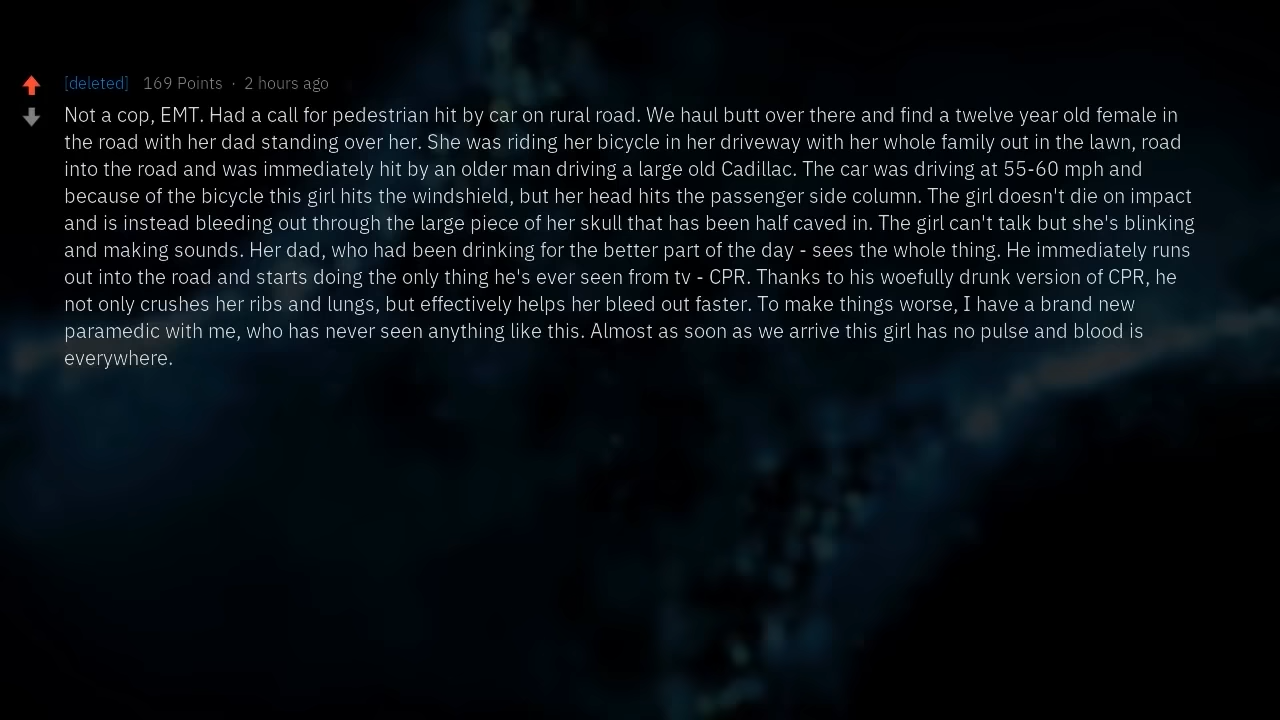 [deleted] 169 Points · 2 hours ago
Not a cop, EMT. Had a call for pedestrian hit by car on rural road. We haul butt over there and find a twelve year old female in
the road with her dad standing over her. She was riding her bicycle in her driveway with her whole family out in the lawn, road
into the road and was immediately hit by an older man driving a large old Cadillac. The car was driving at 55-60 mph and
because of the bicycle this girl hits the windshield, but her head hits the passenger side column. The girl doesn't die on impact
and is instead bleeding out through the large piece of her skull that has been half caved in. The girl can't talk but she's blinking
and making sounds. Her dad, who had been drinking for the better part of the day - sees the whole thing. He immediately runs
out into the road and starts doing the only thing he's ever seen from tv - CPR. Thanks to his woefully drunk version of CPR, he
not only crushes her ribs and lungs, but effectively helps her bleed out faster. To make things worse, I have a brand new
paramedic with me, who has never seen anything like this. Almost as soon as we arrive this girl has no pulse and blood is
everywhere.